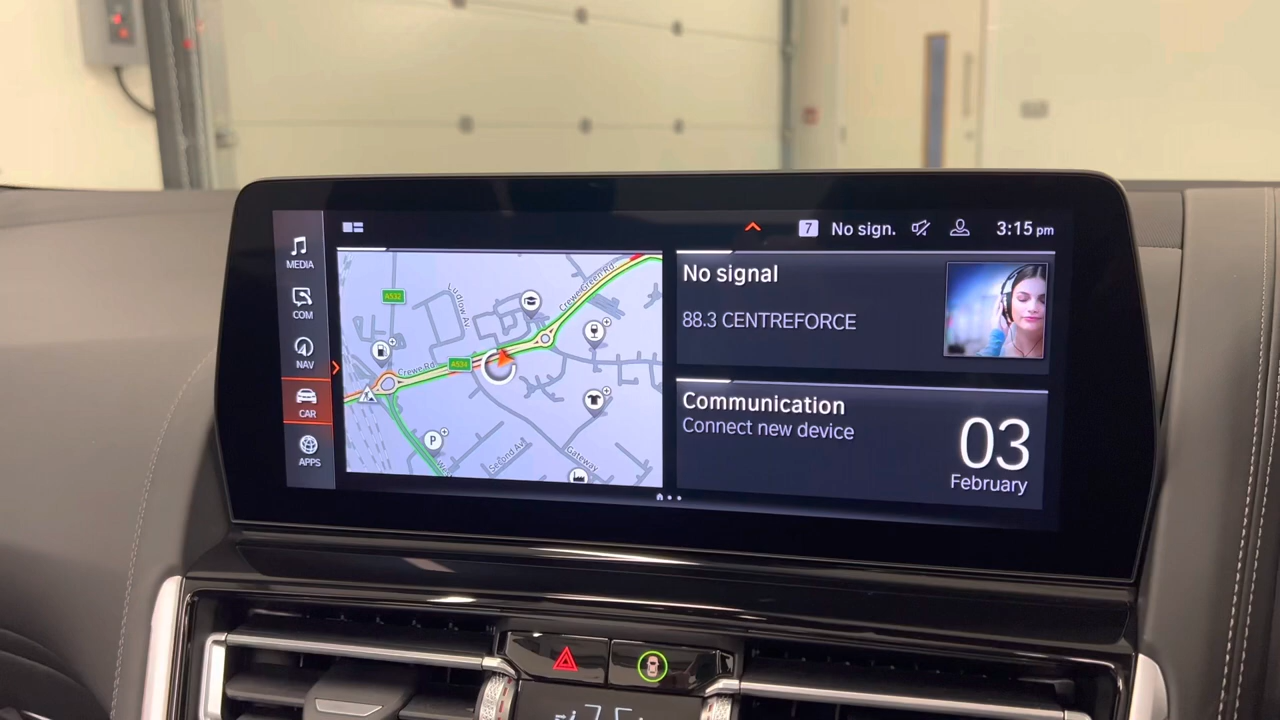 7 No sign. 3:15 pm
MEDIA
COM
NAV
CAR
APPS
A532
Ludlow Av.
Crewe Green Rd
Crewe Rd
A534
P
Second Av.
Gateway
No signal
88.3 CENTREFORCE
Communication
Connect new device
03
February